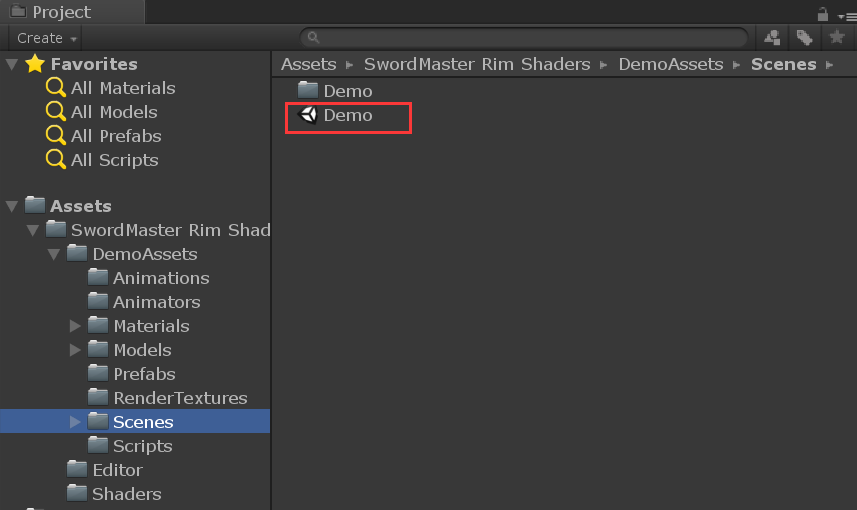 Project
Create
Favorites
All Materials
All Models
All Prefabs
All Scripts
Assets
SwordMaster Rim Shad
DemoAssets
Animations
Animators
Materials
Models
Prefabs
RenderTextures
Scenes
Scripts
Editor
Shaders
Assets SwordMaster Rim Shaders DemoAssets Scenes
Demo
Demo